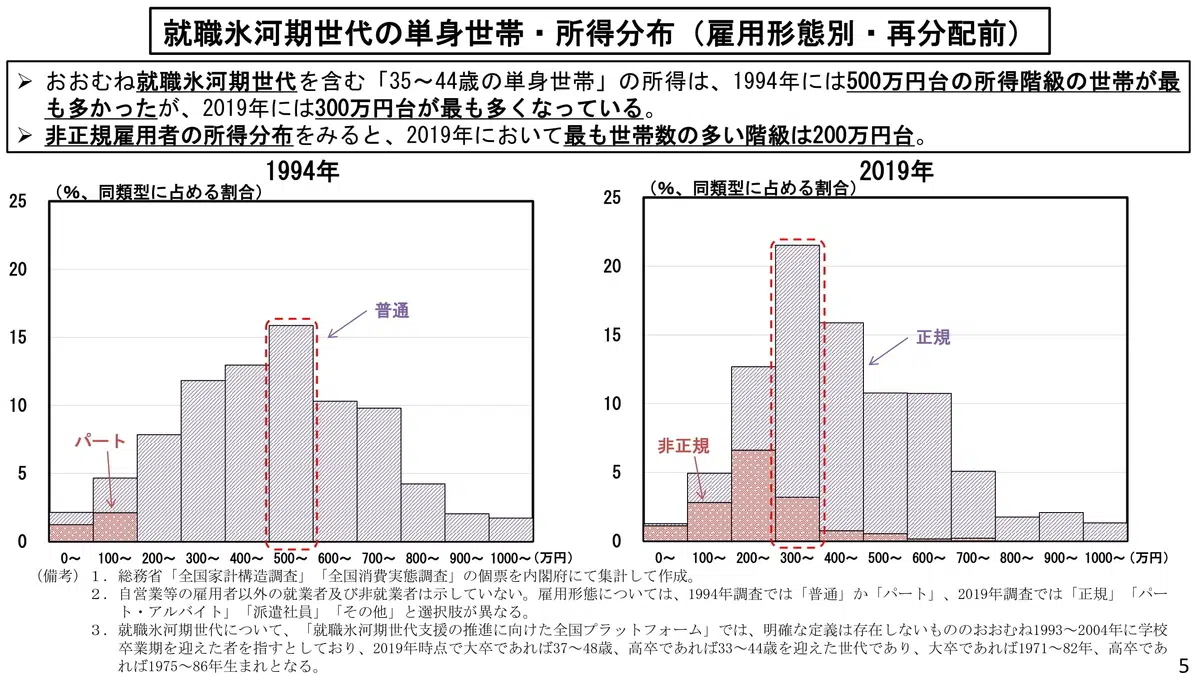 就職氷河期世代の単身世帯・所得分布（雇用形態別・再分配前）
➢ おおむね就職氷河期世代を含む「35～44歳の単身世帯」の所得は、1994年には500万円台の所得階級の世帯が最
も多かったが、2019年には300万円台が最も多くなっている。
➢ 非正規雇用者の所得分布をみると、2019年において最も世帯数の多い階級は200万円台。
1994年
（％、同類型に占める割合）
25
20
15
10
5
0
普通
パート
0～ 100～ 200～ 300～ 400～ 500～ 600～ 700～ 800～ 900～ 1000～（万円）
2019年
（％、同類型に占める割合）
25
20
15
10
5
0
正規
非正規
0～ 100～ 200～ 300～ 400～ 500～ 600～ 700～ 800～ 900～ 1000～（万円）
（備考）１．総務省「全国家計構造調査」「全国消費実態調査」の個票を内閣府にて集計して作成。
２．自営業等の雇用者以外の就業者及び非就業者は示していない。雇用形態については、1994年調査では「普通」か「パート」、2019年調査では「正規」「パー
ト・アルバイト」「派遣社員」「その他」と選択肢が異なる。
３．就職氷河期世代について、「就職氷河期世代支援の推進に向けた全国プラットフォーム」では、明確な定義は存在しないもののおおむね1993～2004年に学校
卒業期を迎えた者を指すとしており、2019年時点で大卒であれば37～48歳、高卒であれば33～44歳を迎えた世代であり、大卒であれば1971～82年、高卒であ
れば1975～86年生まれとなる。
5